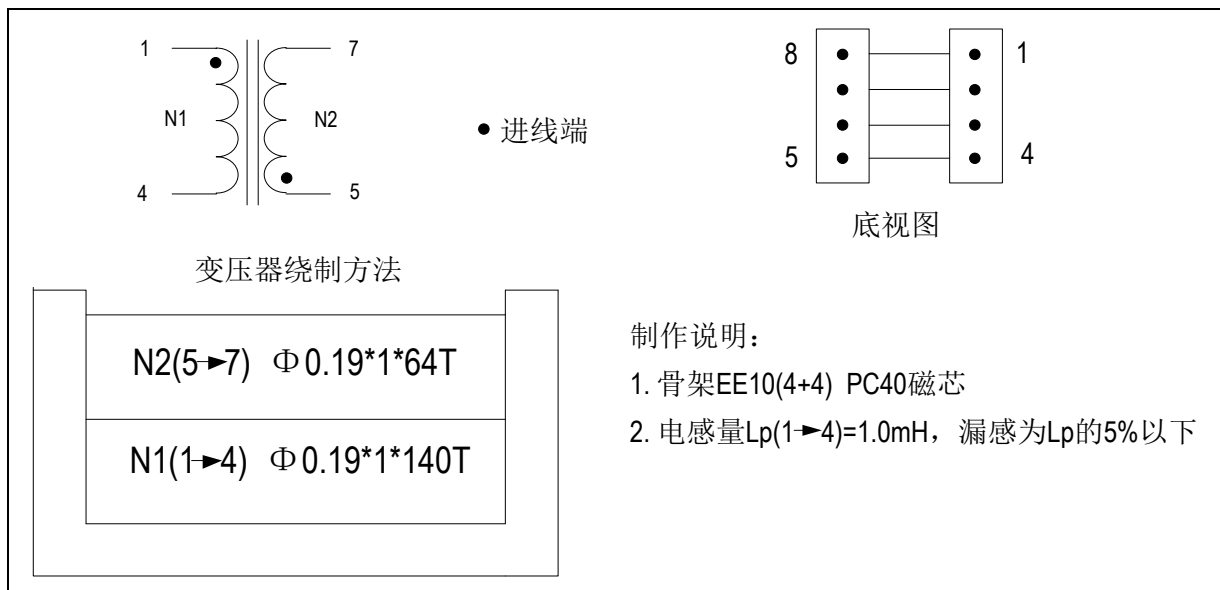 1
7
N1
N2
4
5
● 进线端
8
1
5
4
底视图
变压器绕制方法
N2(5→7) Φ0.19*1*64T
N1(1→4) Φ0.19*1*140T
制作说明：
1. 骨架EE10(4+4) PC40磁芯
2. 电感量Lp(1→4)=1.0mH，漏感为Lp的5%以下